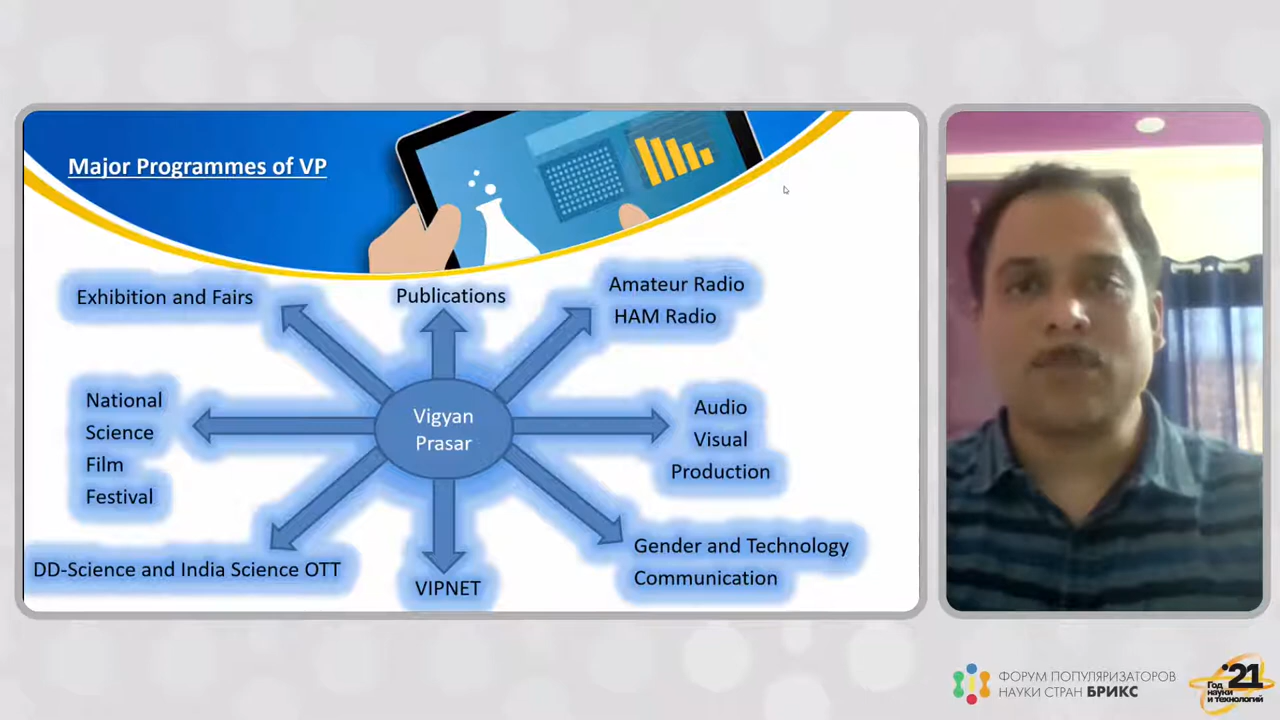 Major Programmes of VP
Exhibition and Fairs
Publications
Amateur Radio
HAM Radio
National
Science
Film
Festival
Vigyan
Prasar
Audio
Visual
Production
DD-Science and India Science OTT
VIPNET
Gender and Technology
Communication
ФОРУМ ПОПУЛЯРИЗАТОРОВ
НАУКИ СТРАН БРИКС
'21
Год
науки
и технологий